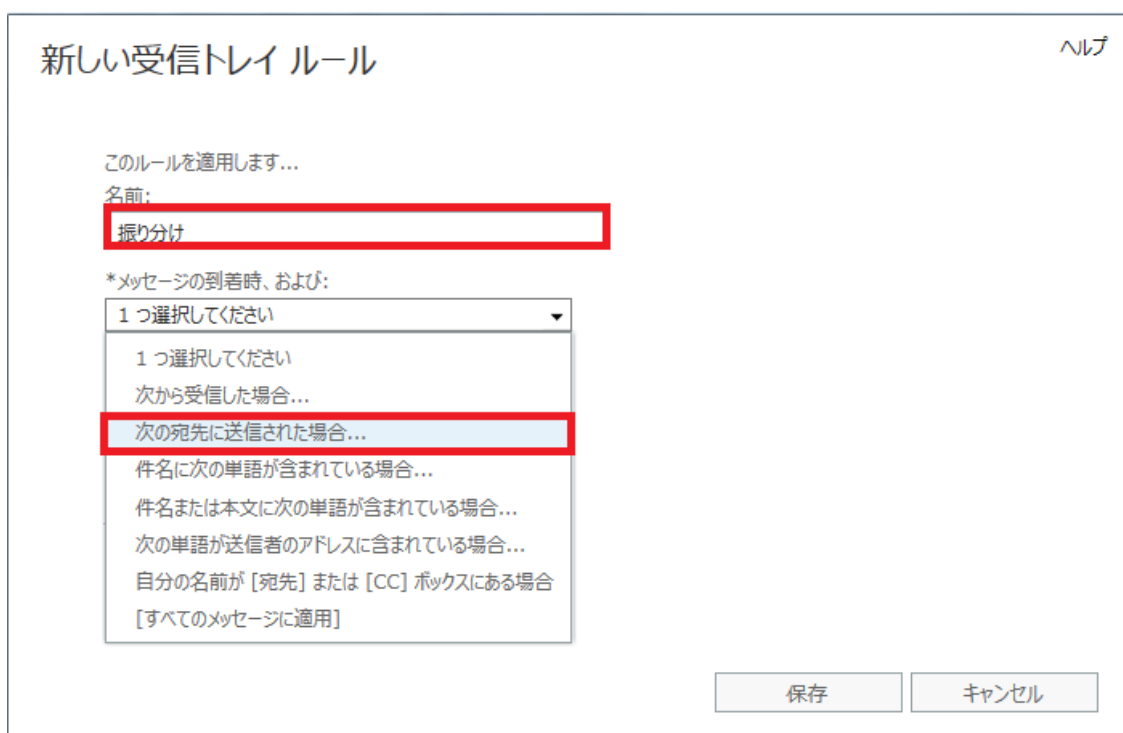 新しい受信トレイ ルール
ヘルプ
このルールを適用します...
名前:
振り分け
*メッセージの到着時、および:
1 つ選択してください
1 つ選択してください
次から受信した場合...
次の宛先に送信された場合...
件名に次の単語が含まれている場合...
件名または本文に次の単語が含まれている場合...
次の単語が送信者のアドレスに含まれている場合...
自分の名前が [宛先] または [CC] ボックスにある場合
[すべてのメッセージに適用]
保存
キャンセル